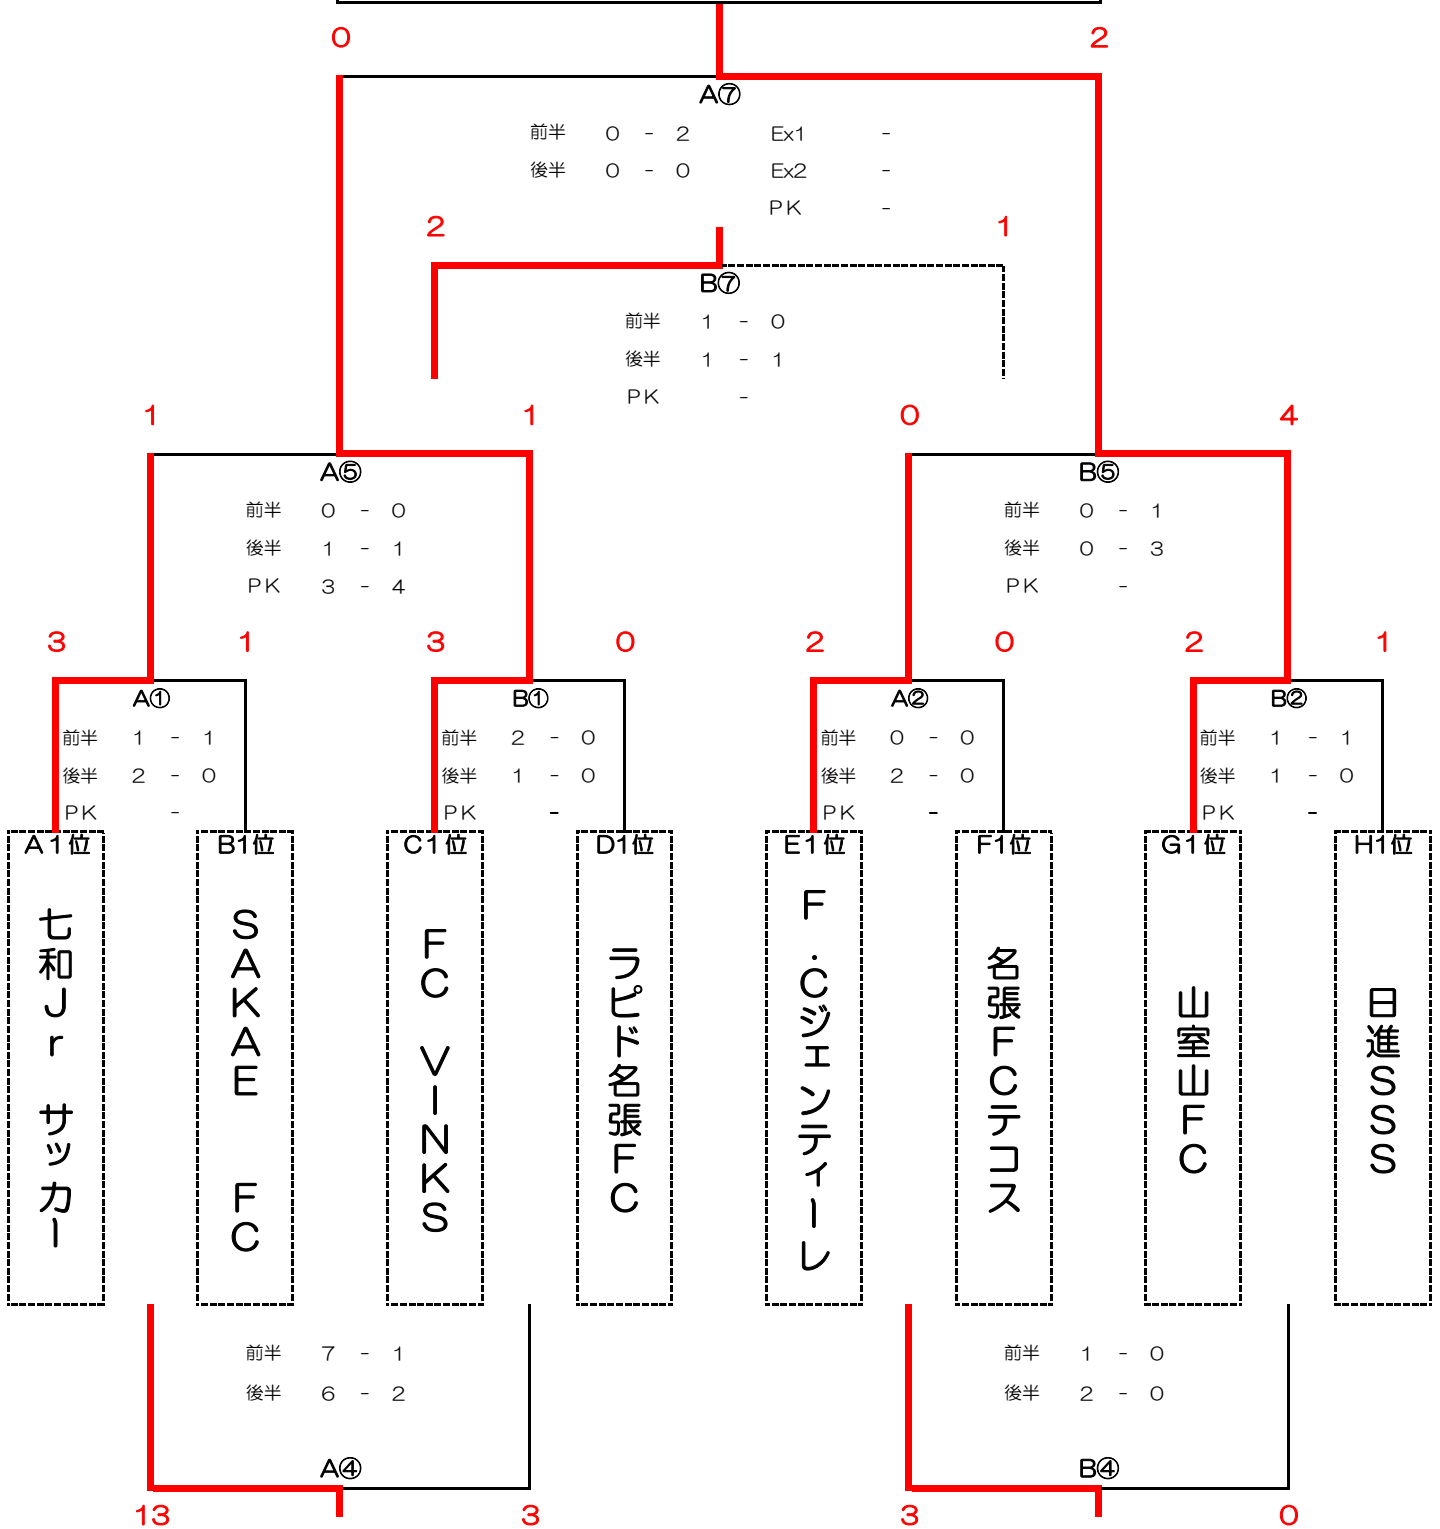 0 2
A⑦
前半 0 - 2 Ex1 -
後半 0 - 0 Ex2 -
PK -
2 1
B⑦
前半 1 - 0
後半 1 - 1
PK -
1 1 0 4
A⑤ B⑤
前半 0 - 0 前半 0 - 1
後半 1 - 1 後半 0 - 3
PK 3 - 4 PK -
3 1 3 0 2 0 2 1
A① B① A② B②
前半 1 - 1 前半 2 - 0 前半 0 - 0 前半 1 - 1
後半 2 - 0 後半 1 - 0 後半 2 - 0 後半 1 - 0
PK - PK - PK - PK -
A1位 B1位 C1位 D1位 E1位 F1位 G1位 H1位
七和Jr サッカー
SAKAE FC
FC VINKS
ラピド名張FC
F.Cジェンティーレ
名張FCテコス
山室山FC
日進SSS
前半 7 - 1 前半 1 - 0
後半 6 - 2 後半 2 - 0
A④ B④
13 3 3 0